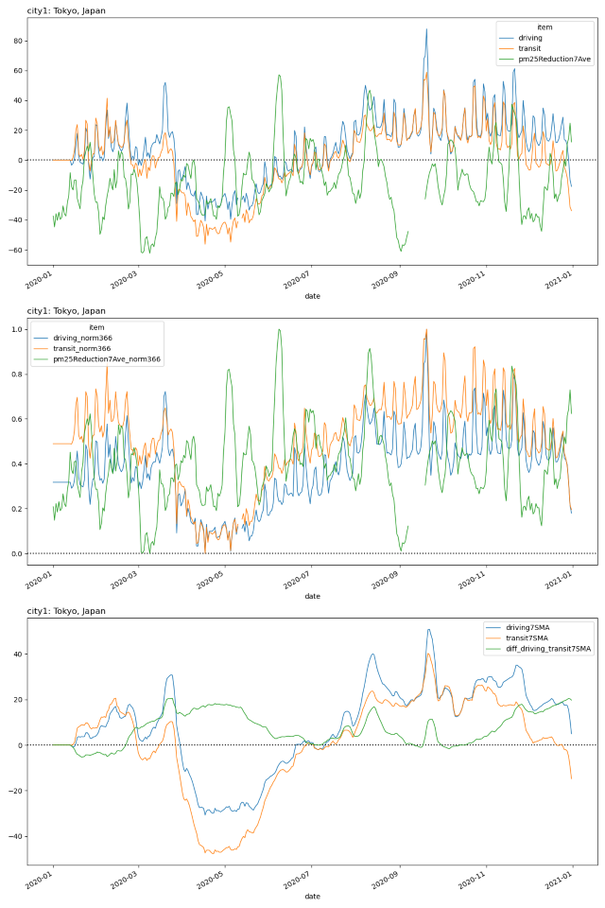 city1: Tokyo, Japan
item
driving
transit
pm25Reduction7Ave
80
60
40
20
0
−20
−40
−60
2020-01
2020-03
2020-05
2020-07
2020-09
2020-11
2021-01
date
city1: Tokyo, Japan
item
driving_norm366
transit_norm366
pm25Reduction7Ave_norm366
1.0
0.8
0.6
0.4
0.2
0.0
2020-01
2020-03
2020-05
2020-07
2020-09
2020-11
2021-01
date
city1: Tokyo, Japan
driving7SMA
transit7SMA
diff_driving_transit7SMA
40
20
0
−20
−40
2020-01
2020-03
2020-05
2020-07
2020-09
2020-11
2021-01
date